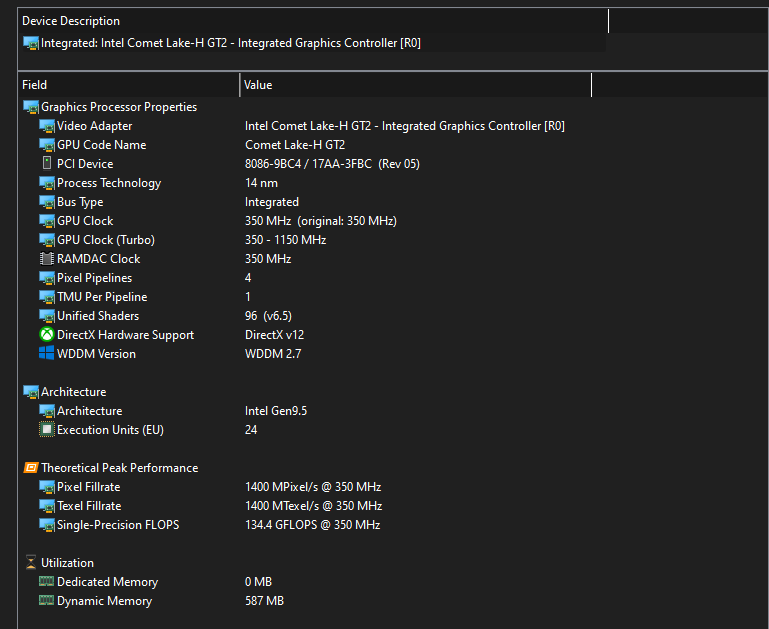 Device Description
Integrated: Intel Comet Lake-H GT2 - Integrated Graphics Controller [R0]
Field Value
Graphics Processor Properties
Video Adapter Intel Comet Lake-H GT2 - Integrated Graphics Controller [R0]
GPU Code Name Comet Lake-H GT2
PCI Device 8086-9BC4 / 17AA-3FBC (Rev 05)
Process Technology 14 nm
Bus Type Integrated
GPU Clock 350 MHz (original: 350 MHz)
GPU Clock (Turbo) 350 - 1150 MHz
RAMDAC Clock 350 MHz
Pixel Pipelines 4
TMU Per Pipeline 1
Unified Shaders 96 (v6.5)
DirectX Hardware Support DirectX v12
WDDM Version WDDM 2.7
Architecture
Architecture Intel Gen9.5
Execution Units (EU) 24
Theoretical Peak Performance
Pixel Fillrate 1400 MPixel/s @ 350 MHz
Texel Fillrate 1400 MTexel/s @ 350 MHz
Single-Precision FLOPS 134.4 GFLOPS @ 350 MHz
Utilization
Dedicated Memory 0 MB
Dynamic Memory 587 MB